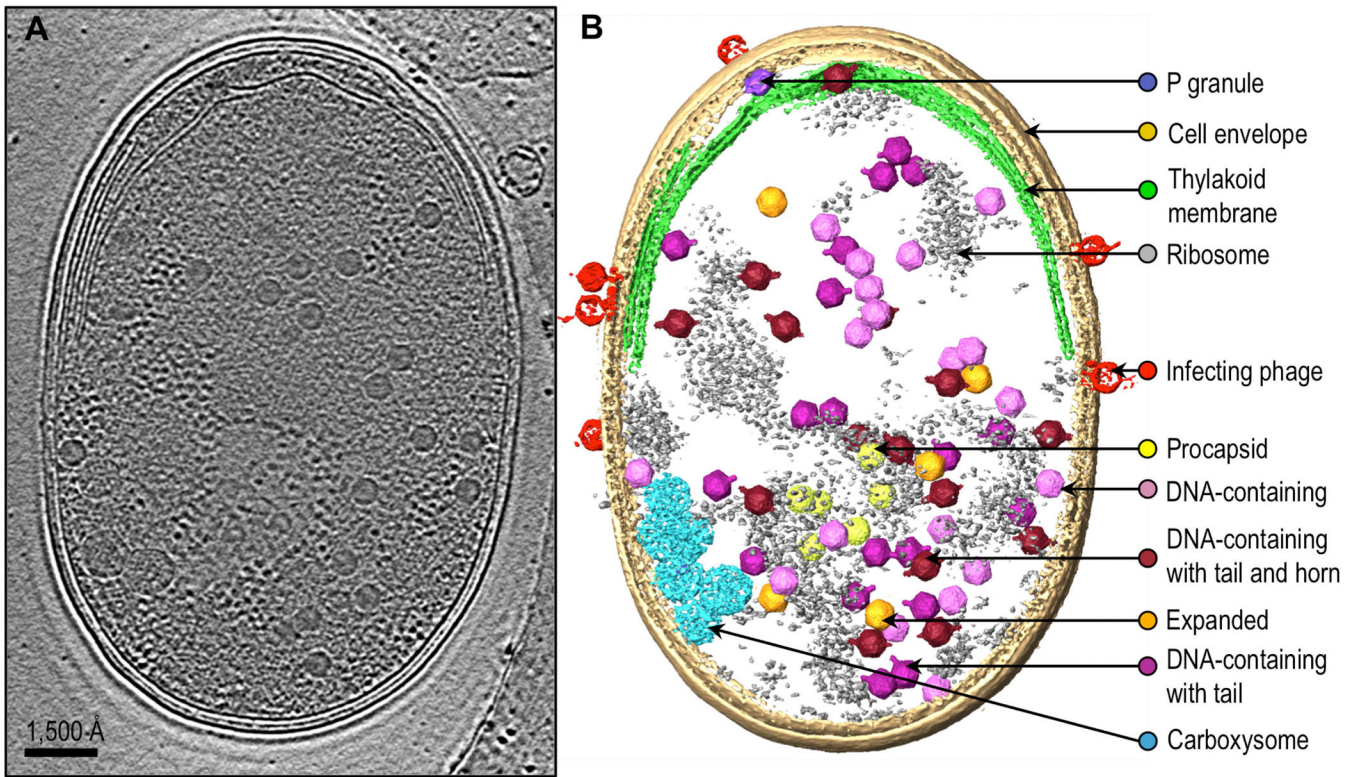 A
B
P granule
Cell envelope
Thylakoid
membrane
Ribosome
Infecting phage
Procapsid
DNA-containing
DNA-containing
with tail and horn
Expanded
DNA-containing
with tail
Carboxysome
1,500 Å